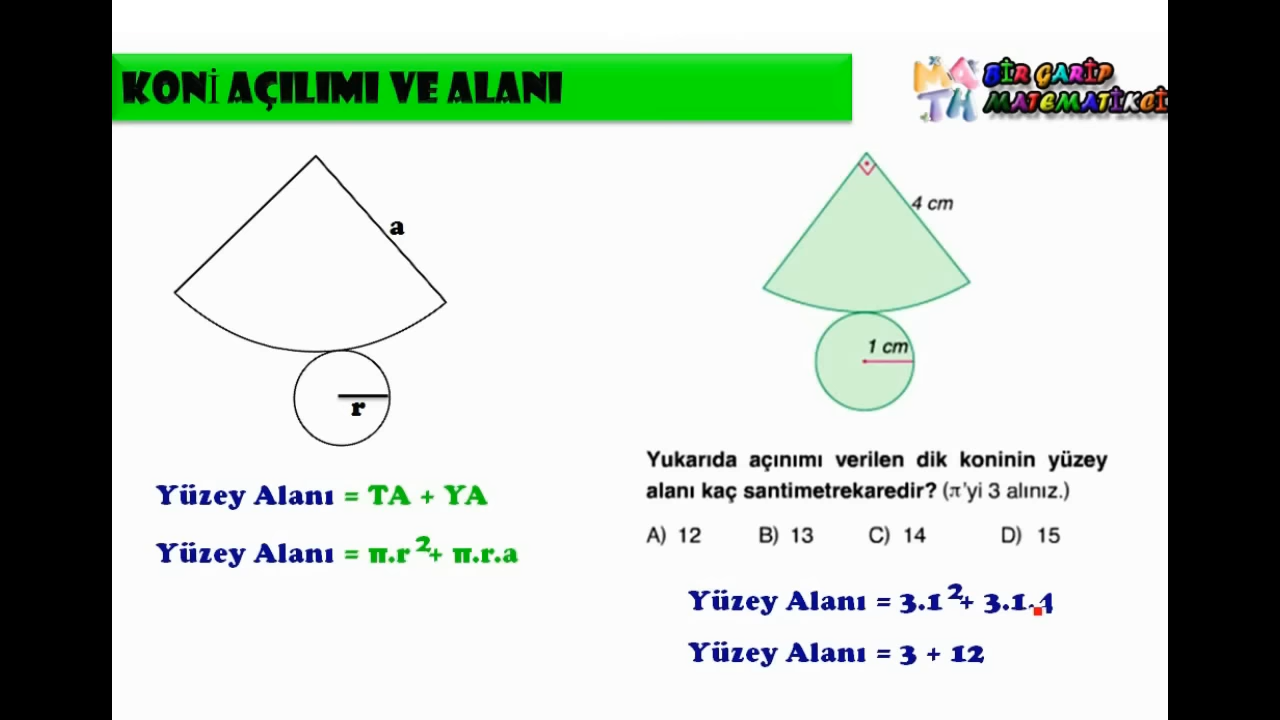 KONİ AÇILIMI VE ALANI
MATH
BİR GARİP
MATEMATİKCİ
a
r
4 cm
1 cm
Yüzey Alanı = TA + YA
Yüzey Alanı = π.r²+ π.r.a
Yukarıda açınımı verilen dik koninin yüzey
alanı kaç santimetrekaredir? (π'yi 3 alınız.)
A) 12 B) 13 C) 14 D) 15
Yüzey Alanı = 3.1²+ 3.1.4
Yüzey Alanı = 3 + 12